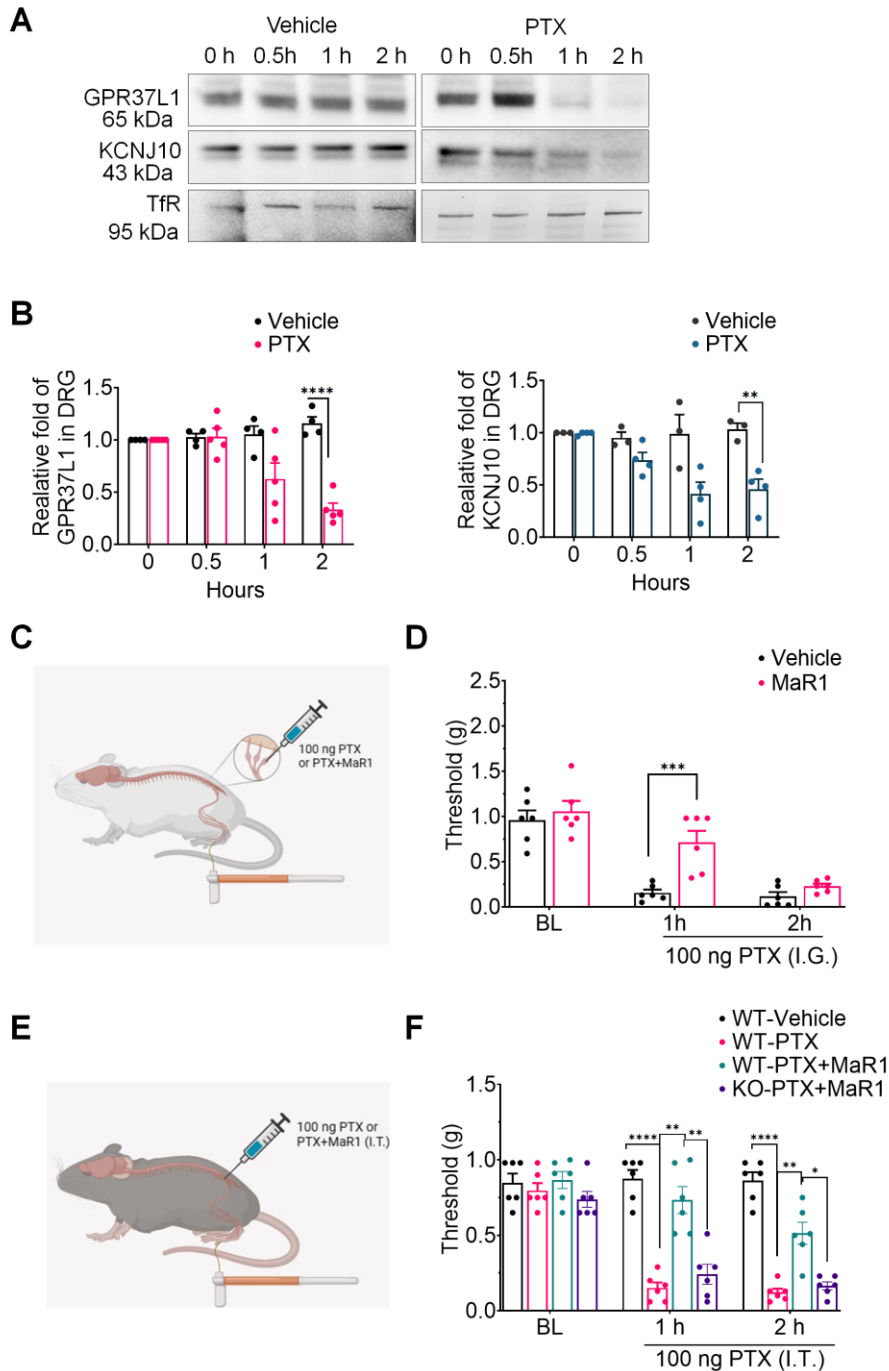 A
Vehicle
PTX
0 h 0.5h 1 h 2 h
0 h 0.5h 1 h 2 h
GPR37L1
65 kDa
KCNJ10
43 kDa
TfR
95 kDa
B
Vehicle
PTX
Realative fold of
GPR37L1 in DRG
1.5
1.0
0.5
0.0
****
0 0.5 1 2
Hours
Vehicle
PTX
Realative fold of
KCNJ10 in DRG
1.5
1.0
0.5
0.0
**
0 0.5 1 2
Hours
C
100 ng PTX
or PTX+MaR1
D
Vehicle
MaR1
Threshold (g)
2.5
2.0
1.5
1.0
0.5
0.0
***
BL 1h 2h
100 ng PTX (I.G.)
E
100 ng PTX or
PTX+MaR1 (I.T.)
F
WT-Vehicle
WT-PTX
WT-PTX+MaR1
KO-PTX+MaR1
Threshold (g)
1.5
1.0
0.5
0.0
**** ** **
**** ** *
BL 1 h 2 h
100 ng PTX (I.T.)